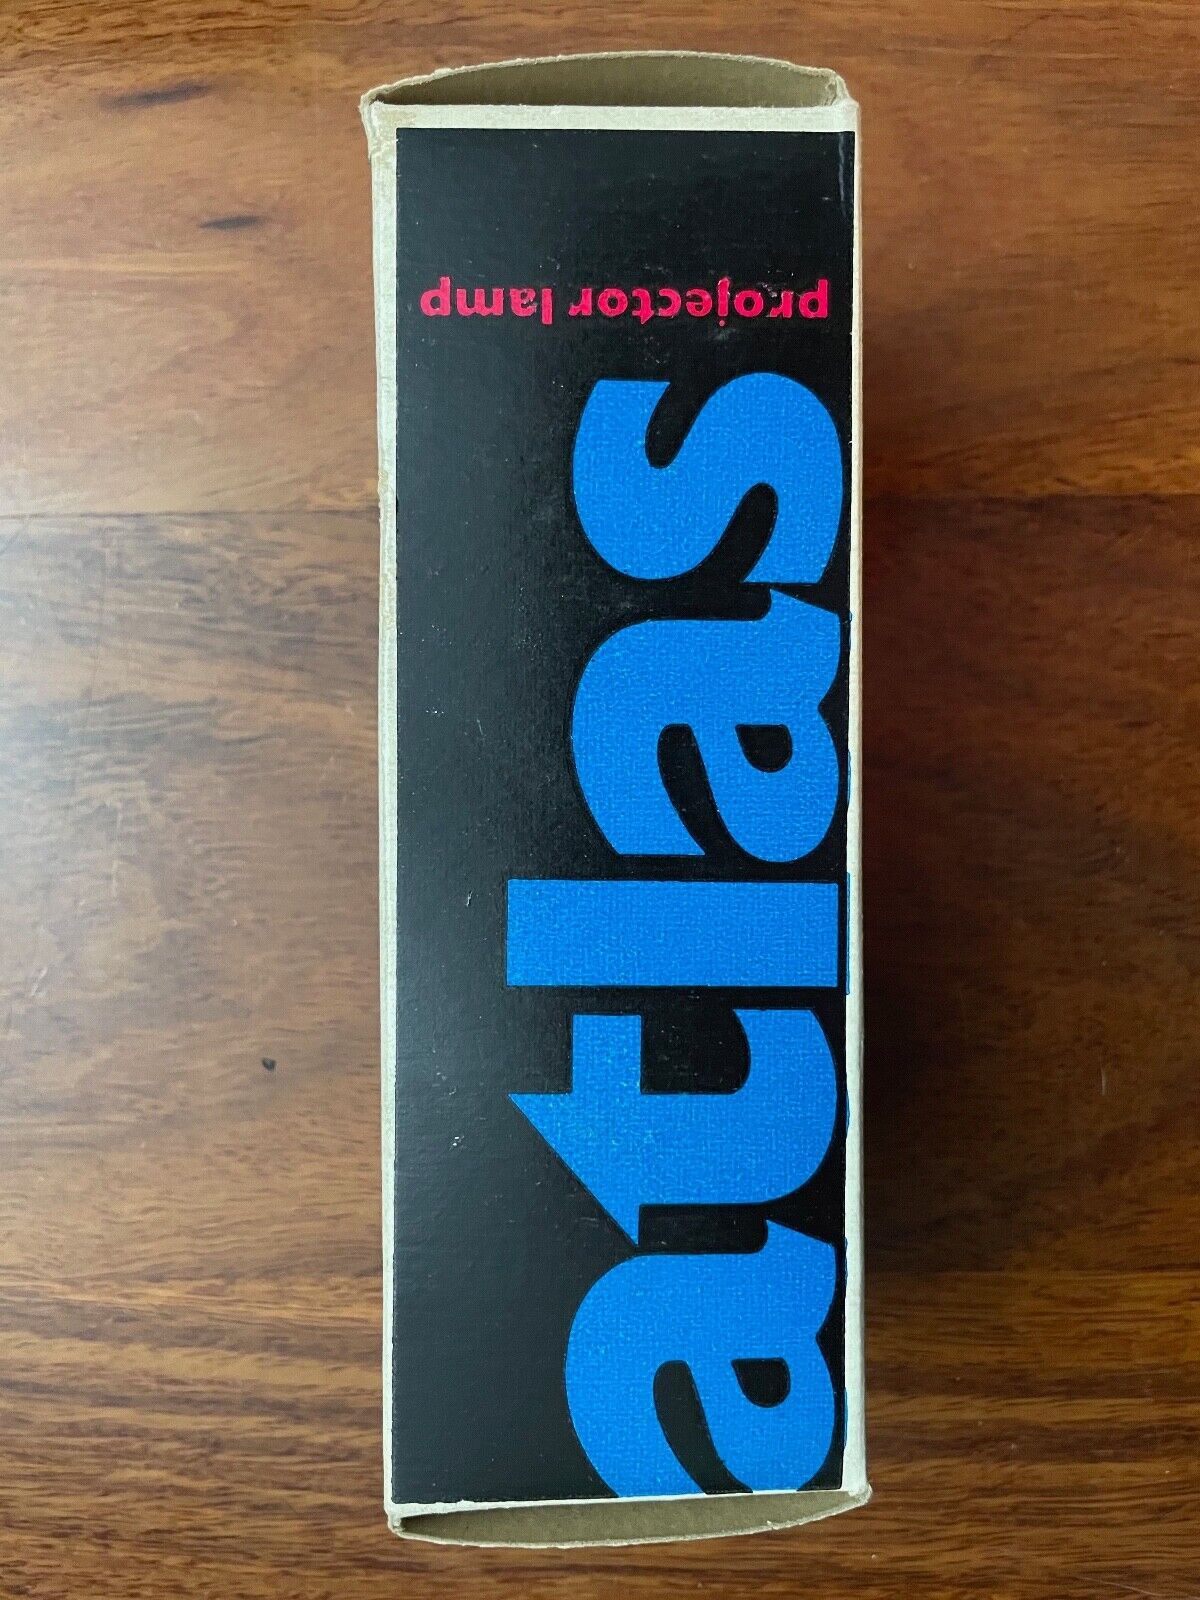 atlas
projector lamp